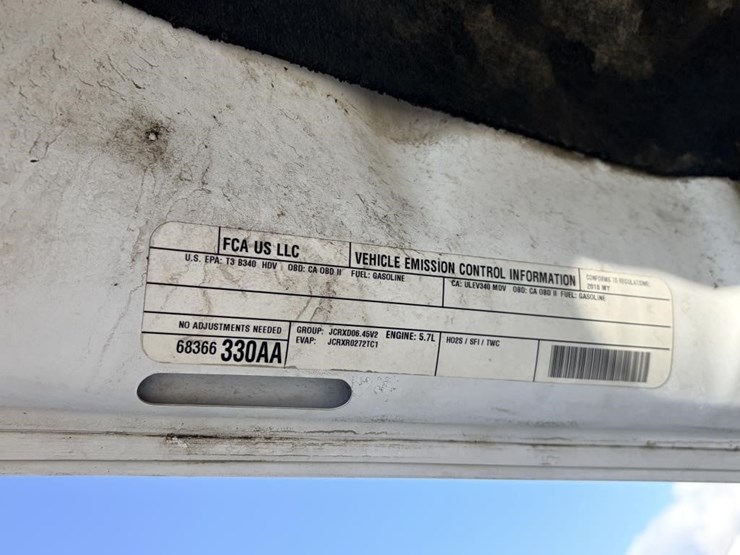 FCA US LLC
VEHICLE EMISSION CONTROL INFORMATION
CONFORMS TO REGULATIONS:
2018 MY
U.S. EPA: T3 B340 HDV OBD: CA OBD II FUEL: GASOLINE
CA: ULEV340 MDV OBD: CA OBD II FUEL: GASOLINE
NO ADJUSTMENTS NEEDED
68366 330AA
GROUP: JCRXD06.45V2 ENGINE: 5.7L
EVAP: JCRXR0272TC1
HO2S / SFI / TWC